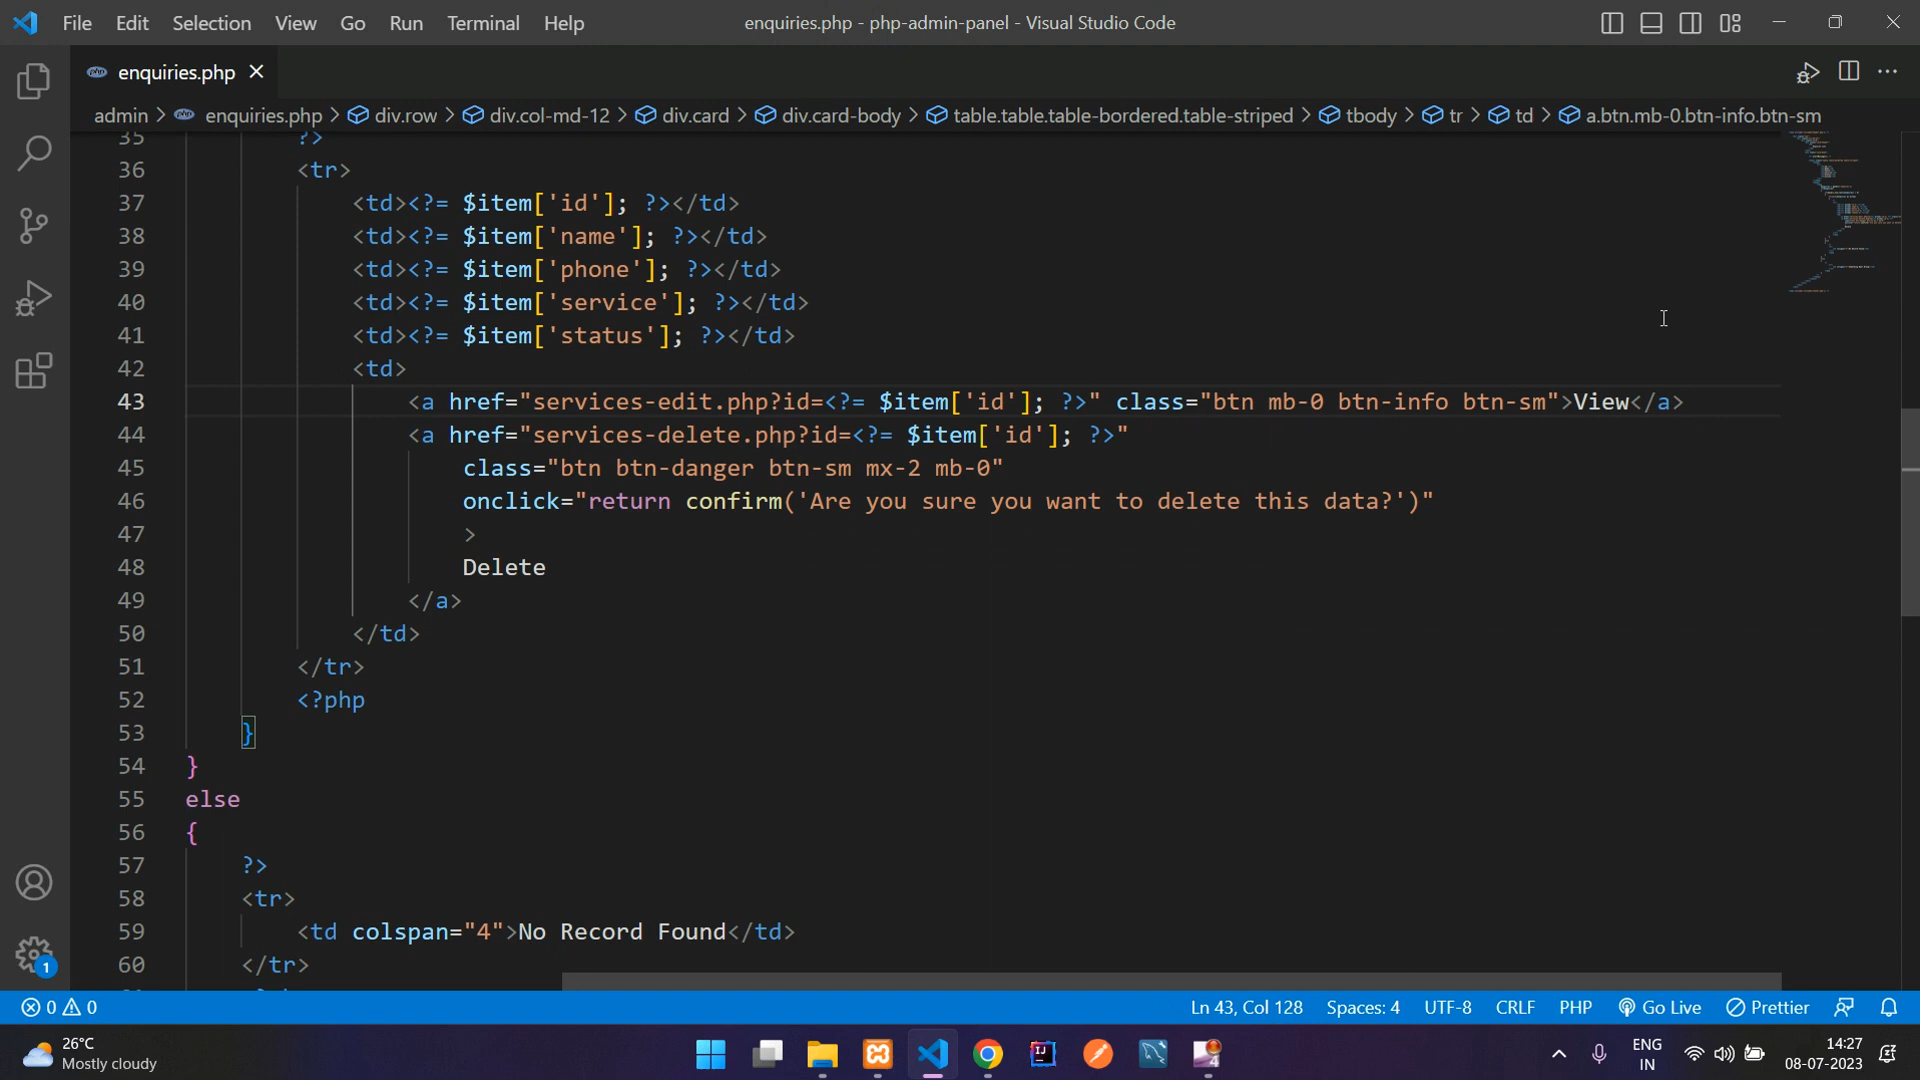 File Edit Selection View Go Run Terminal Help enquiries.php - php-admin-panel - Visual Studio Code
enquiries.php
admin > enquiries.php > div.row > div.col-md-12 > div.card > div.card-body > table.table.table-bordered.table-striped > tbody > tr > td > a.btn.mb-0.btn-info.btn-sm
35 ?>
36 <tr>
37 <td><?= $item['id']; ?></td>
38 <td><?= $item['name']; ?></td>
39 <td><?= $item['phone']; ?></td>
40 <td><?= $item['service']; ?></td>
41 <td><?= $item['status']; ?></td>
42 <td>
43 <a href="services-edit.php?id=<?= $item['id']; ?>" class="btn mb-0 btn-info btn-sm">View</a>
44 <a href="services-delete.php?id=<?= $item['id']; ?>"
45 class="btn btn-danger btn-sm mx-2 mb-0"
46 onclick="return confirm('Are you sure you want to delete this data?')"
47 >
48 Delete
49 </a>
50 </td>
51 </tr>
52 <?php
53 }
54 }
55 else
56 {
57 ?>
58 <tr>
59 <td colspan="4">No Record Found</td>
60 </tr>
1
0 0 Ln 43, Col 128 Spaces: 4 UTF-8 CRLF PHP Go Live Prettier
26°C
Mostly cloudy
ENG
IN
14:27
08-07-2023